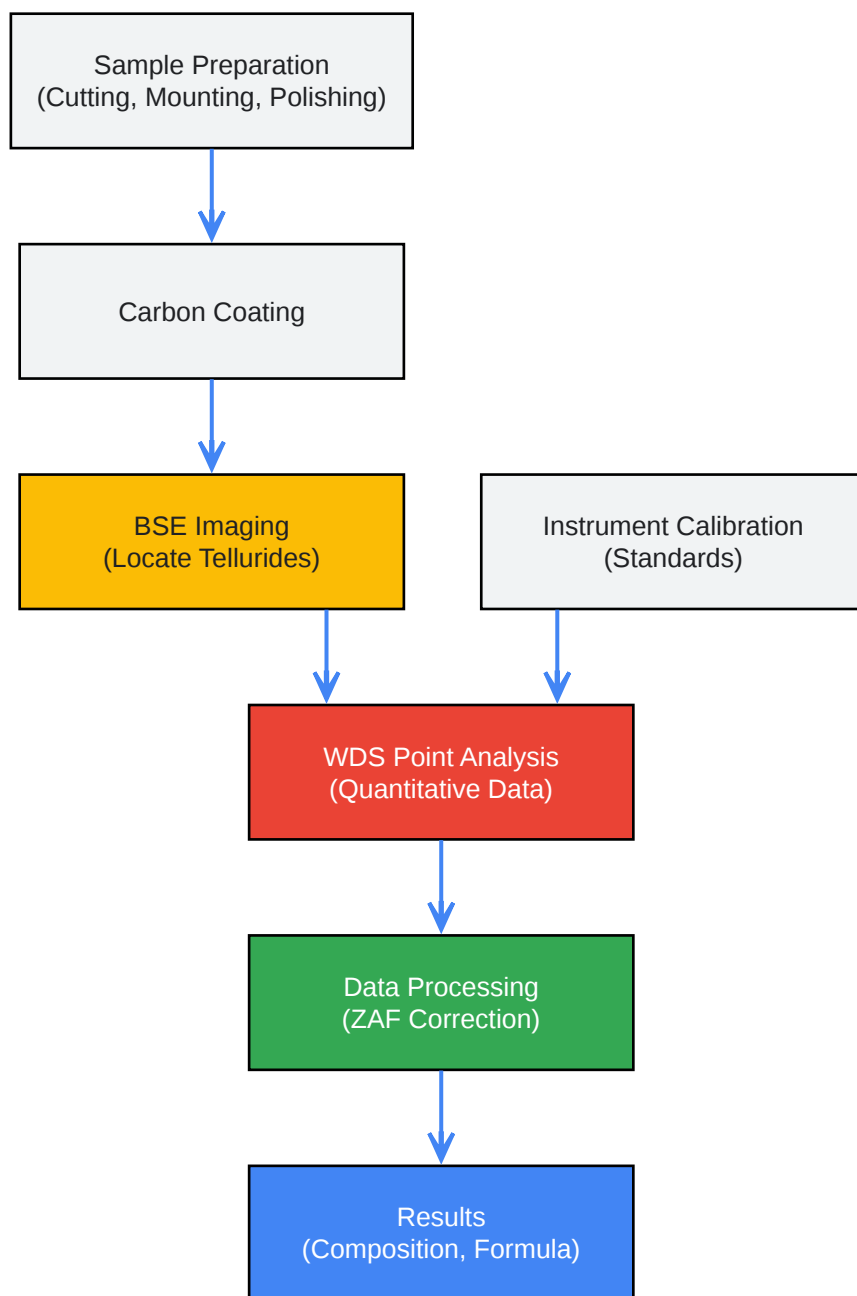 Sample Preparation
(Cutting, Mounting, Polishing)
Carbon Coating
BSE Imaging
(Locate Tellurides)
Instrument Calibration
(Standards)
WDS Point Analysis
(Quantitative Data)
Data Processing
(ZAF Correction)
Results
(Composition, Formula)